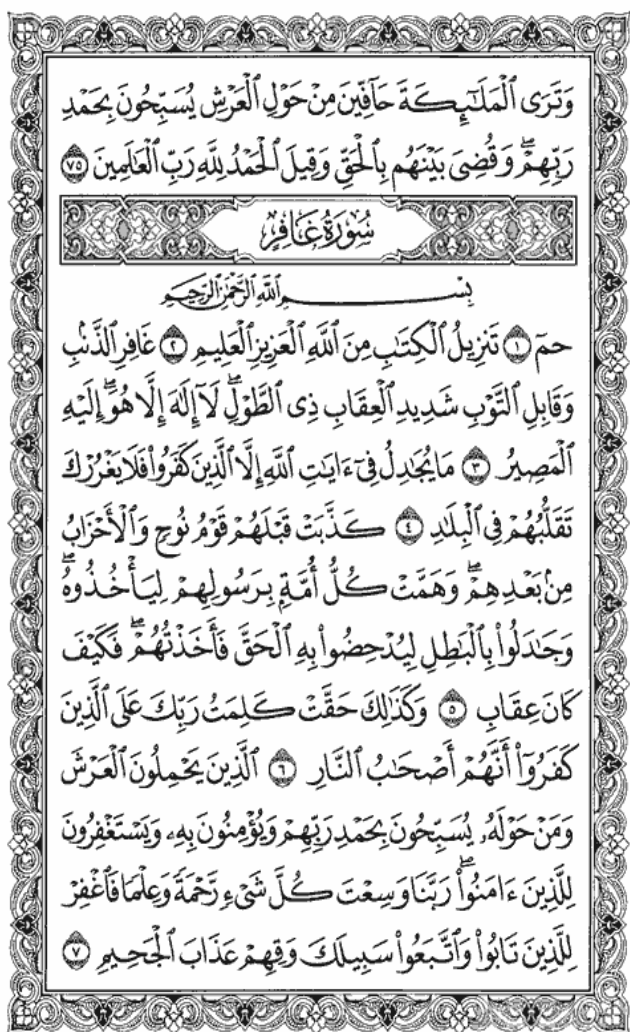 وَتَرَى ٱلْمَلَٰٓئِكَةَ حَآفِّينَ مِنْ حَوْلِ ٱلْعَرْشِ يُسَبِّحُونَ بِحَمْدِ
رَبِّهِمْۖ وَقُضِىَ بَيْنَهُم بِٱلْحَقِّ وَقِيلَ ٱلْحَمْدُ لِلَّهِ رَبِّ ٱلْعَٰلَمِينَ ٧٥
سُورَةُ غَافِرٍ
بِسْمِ ٱللَّهِ ٱلرَّحْمَٰنِ ٱلرَّحِيمِ
حمٓ ١ تَنزِيلُ ٱلْكِتَٰبِ مِنَ ٱللَّهِ ٱلْعَزِيزِ ٱلْعَلِيمِ ٢ غَافِرِ ٱلذَّنۢبِ
وَقَابِلِ ٱلتَّوْبِ شَدِيدِ ٱلْعِقَابِ ذِى ٱلطَّوْلِۖ لَآ إِلَٰهَ إِلَّا هُوَۖ إِلَيْهِ
ٱلْمَصِيرُ ٣ مَا يُجَٰدِلُ فِىٓ ءَايَٰتِ ٱللَّهِ إِلَّا ٱلَّذِينَ كَفَرُوا۟ فَلَا يَغْرُرْكَ
تَقَلُّبُهُمْ فِى ٱلْبِلَٰدِ ٤ كَذَّبَتْ قَبْلَهُمْ قَوْمُ نُوحٍ وَٱلْأَحْزَابُ
مِنۢ بَعْدِهِمْۖ وَهَمَّتْ كُلُّ أُمَّةٍۭ بِرَسُولِهِمْ لِيَأْخُذُوهُۖ
وَجَٰدَلُوا۟ بِٱلْبَٰطِلِ لِيُدْحِضُوا۟ بِهِ ٱلْحَقَّ فَأَخَذْتُهُمْۖ فَكَيْفَ
كَانَ عِقَابِ ٥ وَكَذَٰلِكَ حَقَّتْ كَلِمَتُ رَبِّكَ عَلَى ٱلَّذِينَ
كَفَرُوٓا۟ أَنَّهُمْ أَصْحَٰبُ ٱلنَّارِ ٦ ٱلَّذِينَ يَحْمِلُونَ ٱلْعَرْشَ
وَمَنْ حَوْلَهُۥ يُسَبِّحُونَ بِحَمْدِ رَبِّهِمْ وَيُؤْمِنُونَ بِهِۦ وَيَسْتَغْفِرُونَ
لِلَّذِينَ ءَامَنُوا۟ۖ رَبَّنَا وَسِعْتَ كُلَّ شَىْءٍ رَّحْمَةً وَعِلْمًا فَٱغْفِرْ
لِلَّذِينَ تَابُوا۟ وَٱتَّبَعُوا۟ سَبِيلَكَ وَقِهِمْ عَذَابَ ٱلْجَحِيمِ ٧